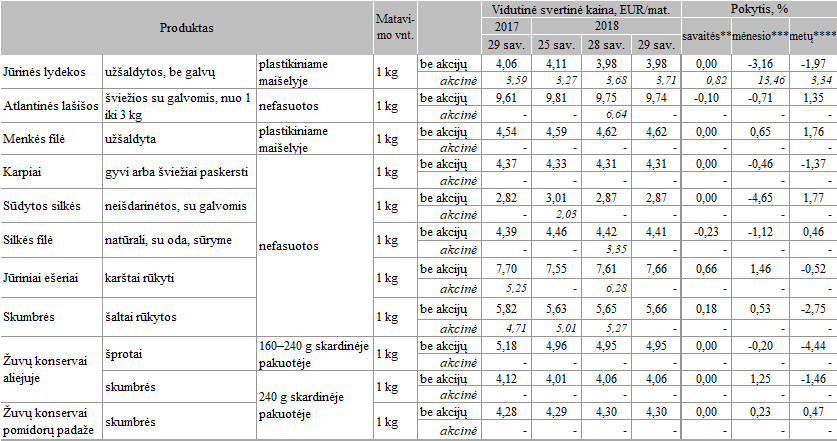 Produktas Matavimo vnt. Vidutinė svertinė kaina, EUR/mat. Pokytis, %
2017 2018 savaitės** mėnesio*** metų****
29 sav. 25 sav. 28 sav. 29 sav.
Jūrinės lydekos užšaldytos, be galvų plastikiniame maišelyje 1 kg be akcijų 4,06 4,11 3,98 3,98 0,00 -3,16 -1,97
akcinė 3,59 3,27 3,68 3,71 0,82 13,46 3,34
Atlantinės lašišos šviežios su galvomis, nuo 1 iki 3 kg nefasuotos 1 kg be akcijų 9,61 9,81 9,75 9,74 -0,10 -0,71 1,35
akcinė - - 6,64 - - - -
Menkės filė užšaldyta plastikiniame maišelyje 1 kg be akcijų 4,54 4,59 4,62 4,62 0,00 0,65 1,76
akcinė - - - - - - -
Karpiai gyvi arba šviežiai paskersti nefasuotos 1 kg be akcijų 4,37 4,33 4,31 4,31 0,00 -0,46 -1,37
akcinė - - - - - - -
Sūdytos silkės neišdarinėtos, su galvomis 1 kg be akcijų 2,82 3,01 2,87 2,87 0,00 -4,65 1,77
akcinė - 2,03 - - - - -
Silkės filė natūrali, su oda, sūryme 1 kg be akcijų 4,39 4,46 4,42 4,41 -0,23 -1,12 0,46
akcinė - - 3,35 - - - -
Jūriniai ešeriai karštai rūkyti 1 kg be akcijų 7,70 7,55 7,61 7,66 0,66 1,46 -0,52
akcinė 5,25 - 6,28 - - - -
Skumbrės šaltai rūkytos 1 kg be akcijų 5,82 5,63 5,65 5,66 0,18 0,53 -2,75
akcinė 4,71 5,01 5,27 - - - -
Žuvų konservai aliejuje šprotai 160–240 g skardinėje pakuotėje 1 kg be akcijų 5,18 4,96 4,95 4,95 0,00 -0,20 -4,44
akcinė - - - - - - -
skumbrės 240 g skardinėje pakuotėje 1 kg be akcijų 4,12 4,01 4,06 4,06 0,00 1,25 -1,46
akcinė - - - - - - -
Žuvų konservai pomidorų padaže skumbrės 1 kg be akcijų 4,28 4,29 4,30 4,30 0,00 0,23 0,47
akcinė - - - - - - -